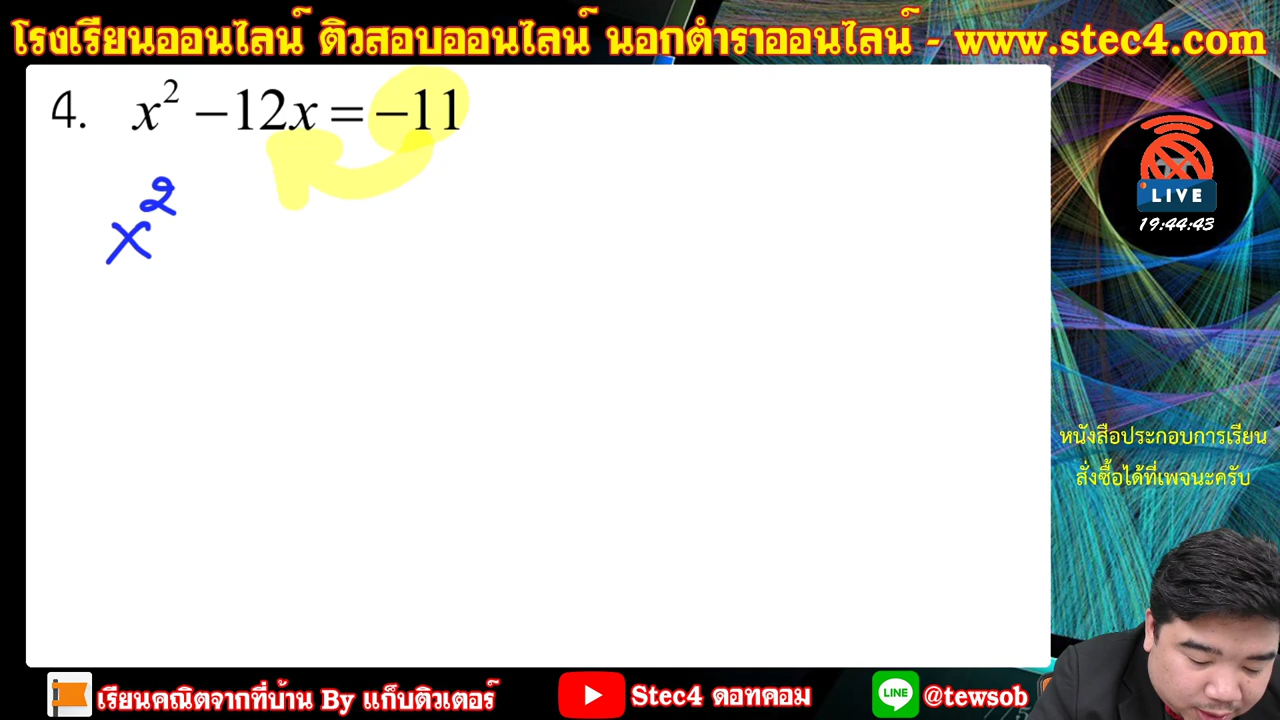 โรงเรียนออนไลน์ ติวสอบออนไลน์ นอกตำราออนไลน์ - www.stec4.com
4. x² − 12x = −11
x²
LIVE
19:44:43
หนังสือประกอบการเรียน
สั่งซื้อได้ที่เพจนะครับ
เรียนคณิตจากที่บ้าน By แก็บติวเตอร์
Stec4 ดอทคอม
LINE
@tewsob